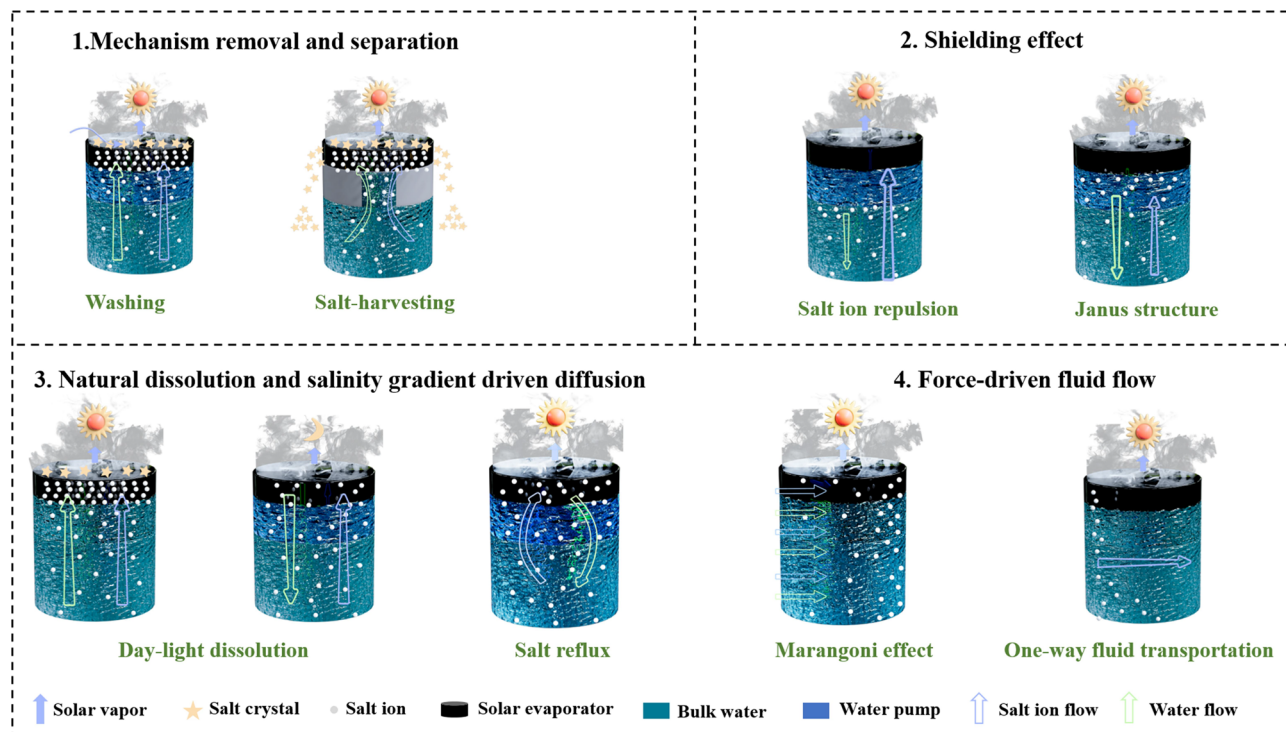 1.Mechanism removal and separation
2. Shielding effect
Washing
Salt-harvesting
Salt ion repulsion
Janus structure
3. Natural dissolution and salinity gradient driven diffusion
4. Force-driven fluid flow
Day-light dissolution
Salt reflux
Marangoni effect
One-way fluid transportation
Solar vapor
Salt crystal
Salt ion
Solar evaporator
Bulk water
Water pump
Salt ion flow
Water flow